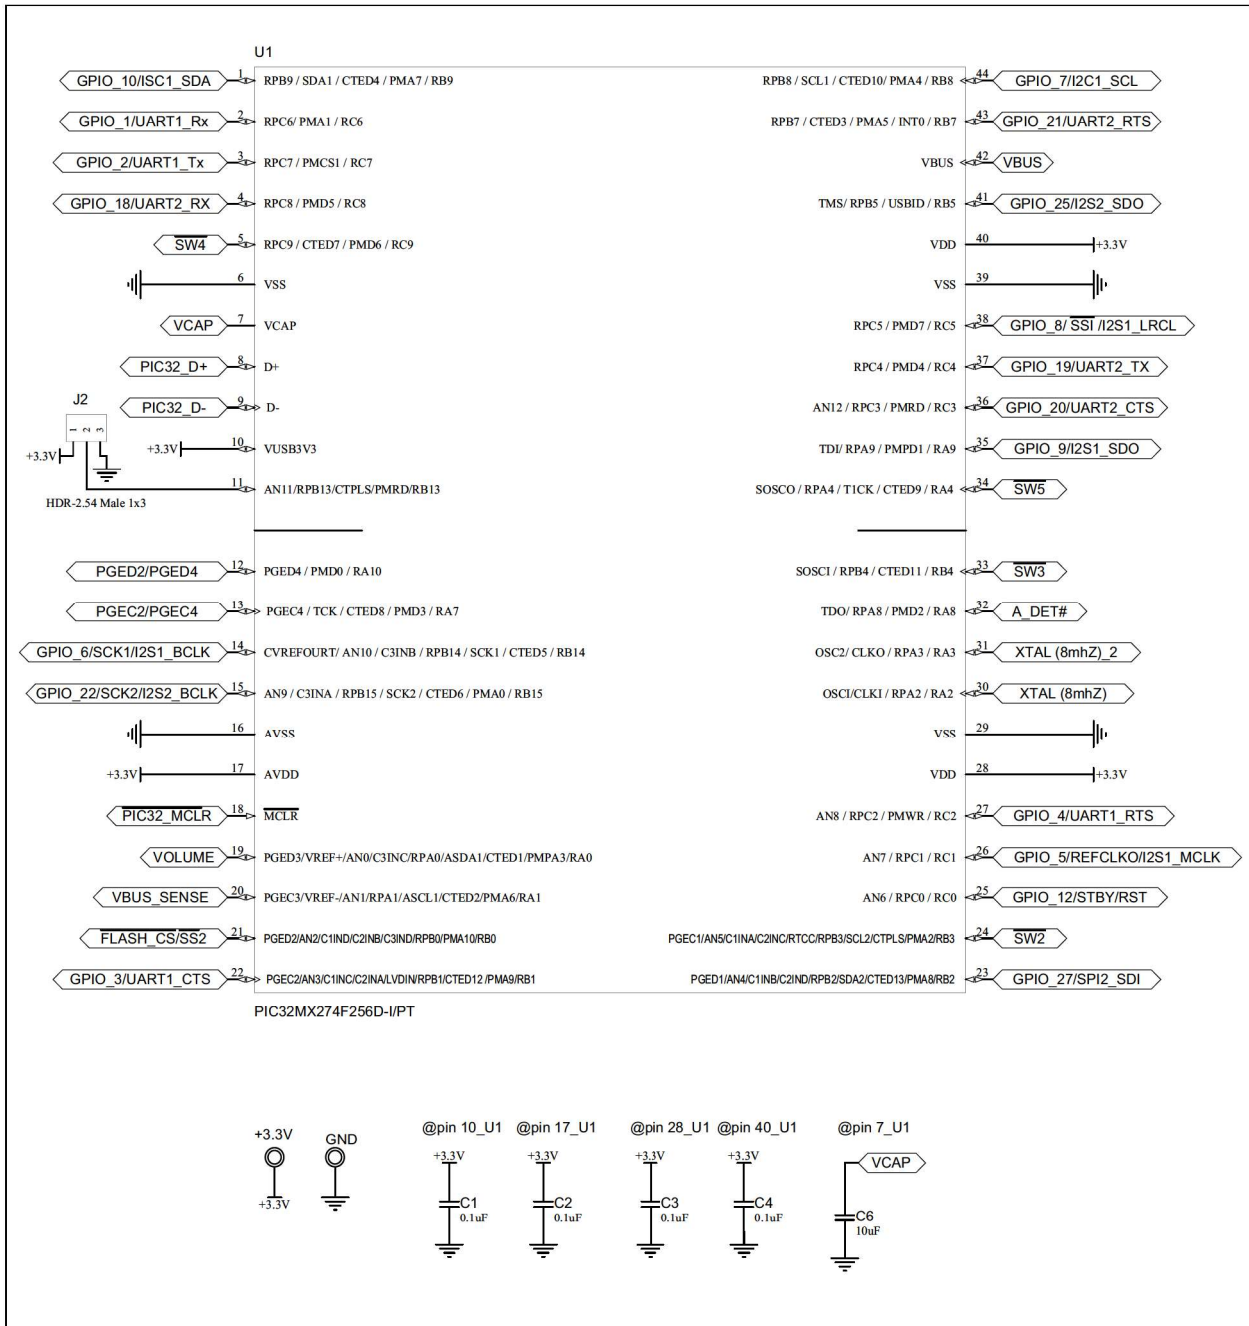 U1
GPIO_10/ISC1_SDA 1 RPB9 / SDA1 / CTED4 / PMA7 / RB9
RPB8 / SCL1 / CTED10/ PMA4 / RB8 44 GPIO_7/I2C1_SCL
GPIO_1/UART1_Rx 2 RPC6/ PMA1 / RC6
RPB7 / CTED3 / PMA5 / INT0 / RB7 43 GPIO_21/UART2_RTS
GPIO_2/UART1_Tx 3 RPC7 / PMCS1 / RC7
VBUS 42 VBUS
GPIO_18/UART2_RX 4 RPC8 / PMD5 / RC8
TMS/ RPB5 / USBID / RB5 41 GPIO_25/I2S2_SDO
SW4 5 RPC9 / CTED7 / PMD6 / RC9
VDD 40 +3.3V
6 VSS
VSS 39
VCAP 7 VCAP
RPC5 / PMD7 / RC5 38 GPIO_8/ SSI /I2S1_LRCL
PIC32_D+ 8 D+
RPC4 / PMD4 / RC4 37 GPIO_19/UART2_TX
J2
PIC32_D- 9 D-
AN12 / RPC3 / PMRD / RC3 36 GPIO_20/UART2_CTS
1 2 3
+3.3V
+3.3V 10 VUSB3V3
TDI/ RPA9 / PMPD1 / RA9 35 GPIO_9/I2S1_SDO
11 AN11/RPB13/CTPLS/PMRD/RB13
SOSCO / RPA4 / T1CK / CTED9 / RA4 34 SW5
HDR-2.54 Male 1x3
PGED2/PGED4 12 PGED4 / PMD0 / RA10
SOSCI / RPB4 / CTED11 / RB4 33 SW3
PGEC2/PGEC4 13 PGEC4 / TCK / CTED8 / PMD3 / RA7
TDO/ RPA8 / PMD2 / RA8 32 A_DET#
GPIO_6/SCK1/I2S1_BCLK 14 CVREFOURT/ AN10 / C3INB / RPB14 / SCK1 / CTED5 / RB14
OSC2/ CLKO / RPA3 / RA3 31 XTAL (8mhZ)_2
GPIO_22/SCK2/I2S2_BCLK 15 AN9 / C3INA / RPB15 / SCK2 / CTED6 / PMA0 / RB15
OSCI/CLKI / RPA2 / RA2 30 XTAL (8mhZ)
16 AVSS
VSS 29
+3.3V 17 AVDD
VDD 28 +3.3V
PIC32_MCLR 18 MCLR
AN8 / RPC2 / PMWR / RC2 27 GPIO_4/UART1_RTS
VOLUME 19 PGED3/VREF+/AN0/C3INC/RPA0/ASDA1/CTED1/PMPA3/RA0
AN7 / RPC1 / RC1 26 GPIO_5/REFCLKO/I2S1_MCLK
VBUS_SENSE 20 PGEC3/VREF-/AN1/RPA1/ASCL1/CTED2/PMA6/RA1
AN6 / RPC0 / RC0 25 GPIO_12/STBY/RST
FLASH_CS/SS2 21 PGED2/AN2/C1IND/C2INB/C3IND/RPB0/PMA10/RB0
PGEC1/AN5/C1INA/C2INC/RTCC/RPB3/SCL2/CTPLS/PMA2/RB3 24 SW2
GPIO_3/UART1_CTS 22 PGEC2/AN3/C1INC/C2INA/LVDIN/RPB1/CTED12 /PMA9/RB1
PGED1/AN4/C1INB/C2IND/RPB2/SDA2/CTED13/PMA8/RB2 23 GPIO_27/SPI2_SDI
PIC32MX274F256D-I/PT
+3.3V GND @pin 10_U1 @pin 17_U1 @pin 28_U1 @pin 40_U1 @pin 7_U1
+3.3V +3.3V +3.3V +3.3V VCAP
+3.3V
C1 C2 C3 C4 C6
0.1uF 0.1uF 0.1uF 0.1uF 10uF